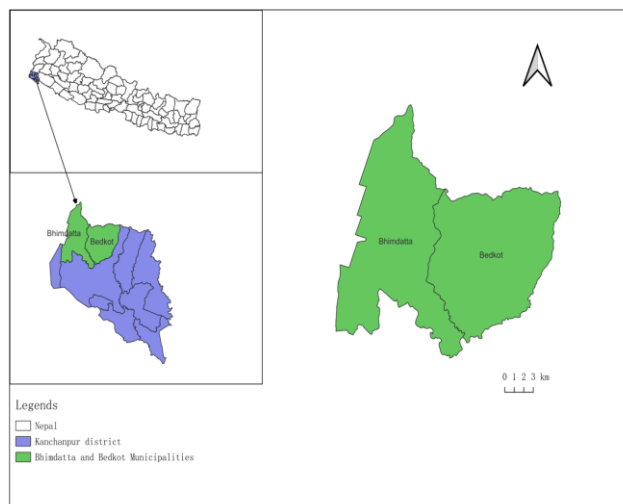 Bhimdatta
Bedkot
Bhimdatta
Bedkot
0 1 2 3 km
Legends
Nepal
Kanchanpur district
Bhimdatta and Bedkot Municipalities